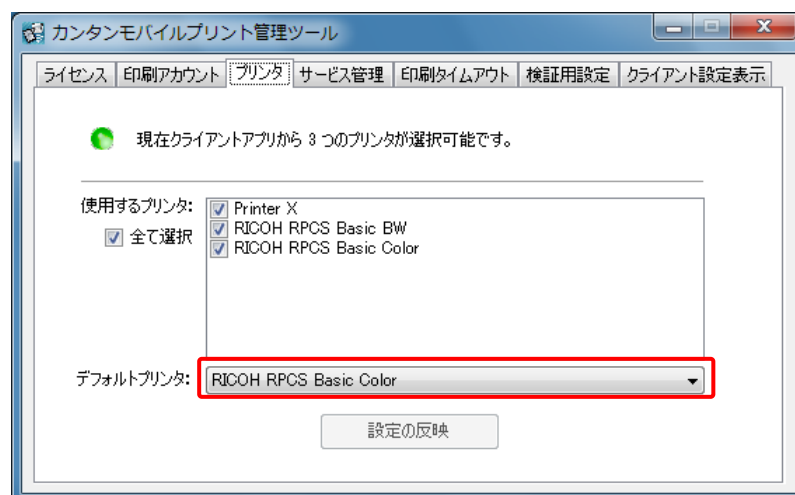 カンタンモバイルプリント管理ツール
ライセンス 印刷アカウント プリンタ サービス管理 印刷タイムアウト 検証用設定 クライアント設定表示
現在クライアントアプリから 3 つのプリンタが選択可能です。
使用するプリンタ:
全て選択
Printer X
RICOH RPCS Basic BW
RICOH RPCS Basic Color
デフォルトプリンタ: RICOH RPCS Basic Color
設定の反映